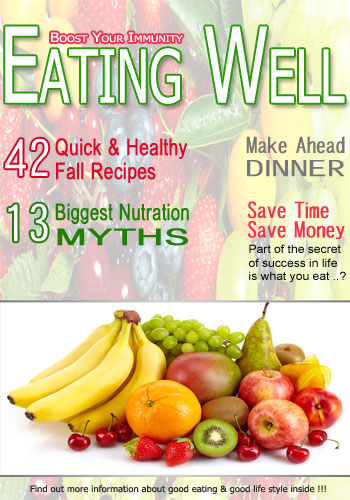 Boost Your Immunity
Eating Well
42 Quick & Healthy
Fall Recipes
Make Ahead
DINNER
13 Biggest Nutration
MYTHS
Save Time
Save Money
Part of the secret
of success in life
is what you eat ..?
Find out more information about good eating & good life style inside !!!